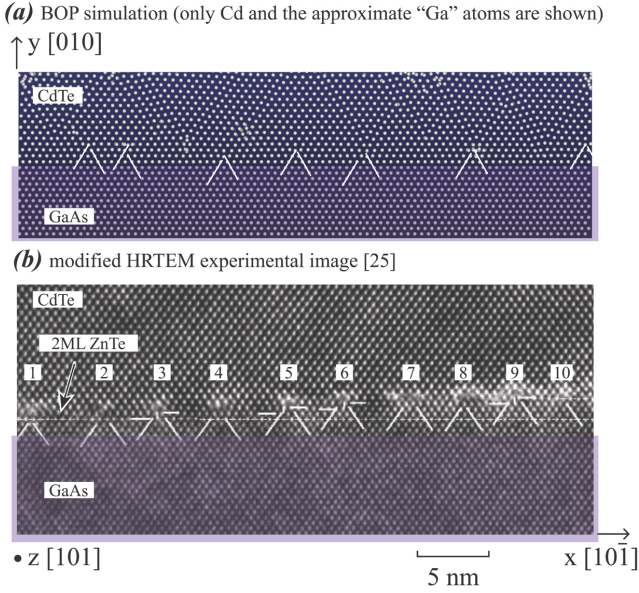 (a) BOP simulation (only Cd and the approximate “Ga” atoms are shown)
y [010]
CdTe
GaAs
(b) modified HRTEM experimental image [25]
CdTe
2ML ZnTe
1 2 3 4 5 6 7 8 9 10
GaAs
• z [101]
x [101̄]
5 nm